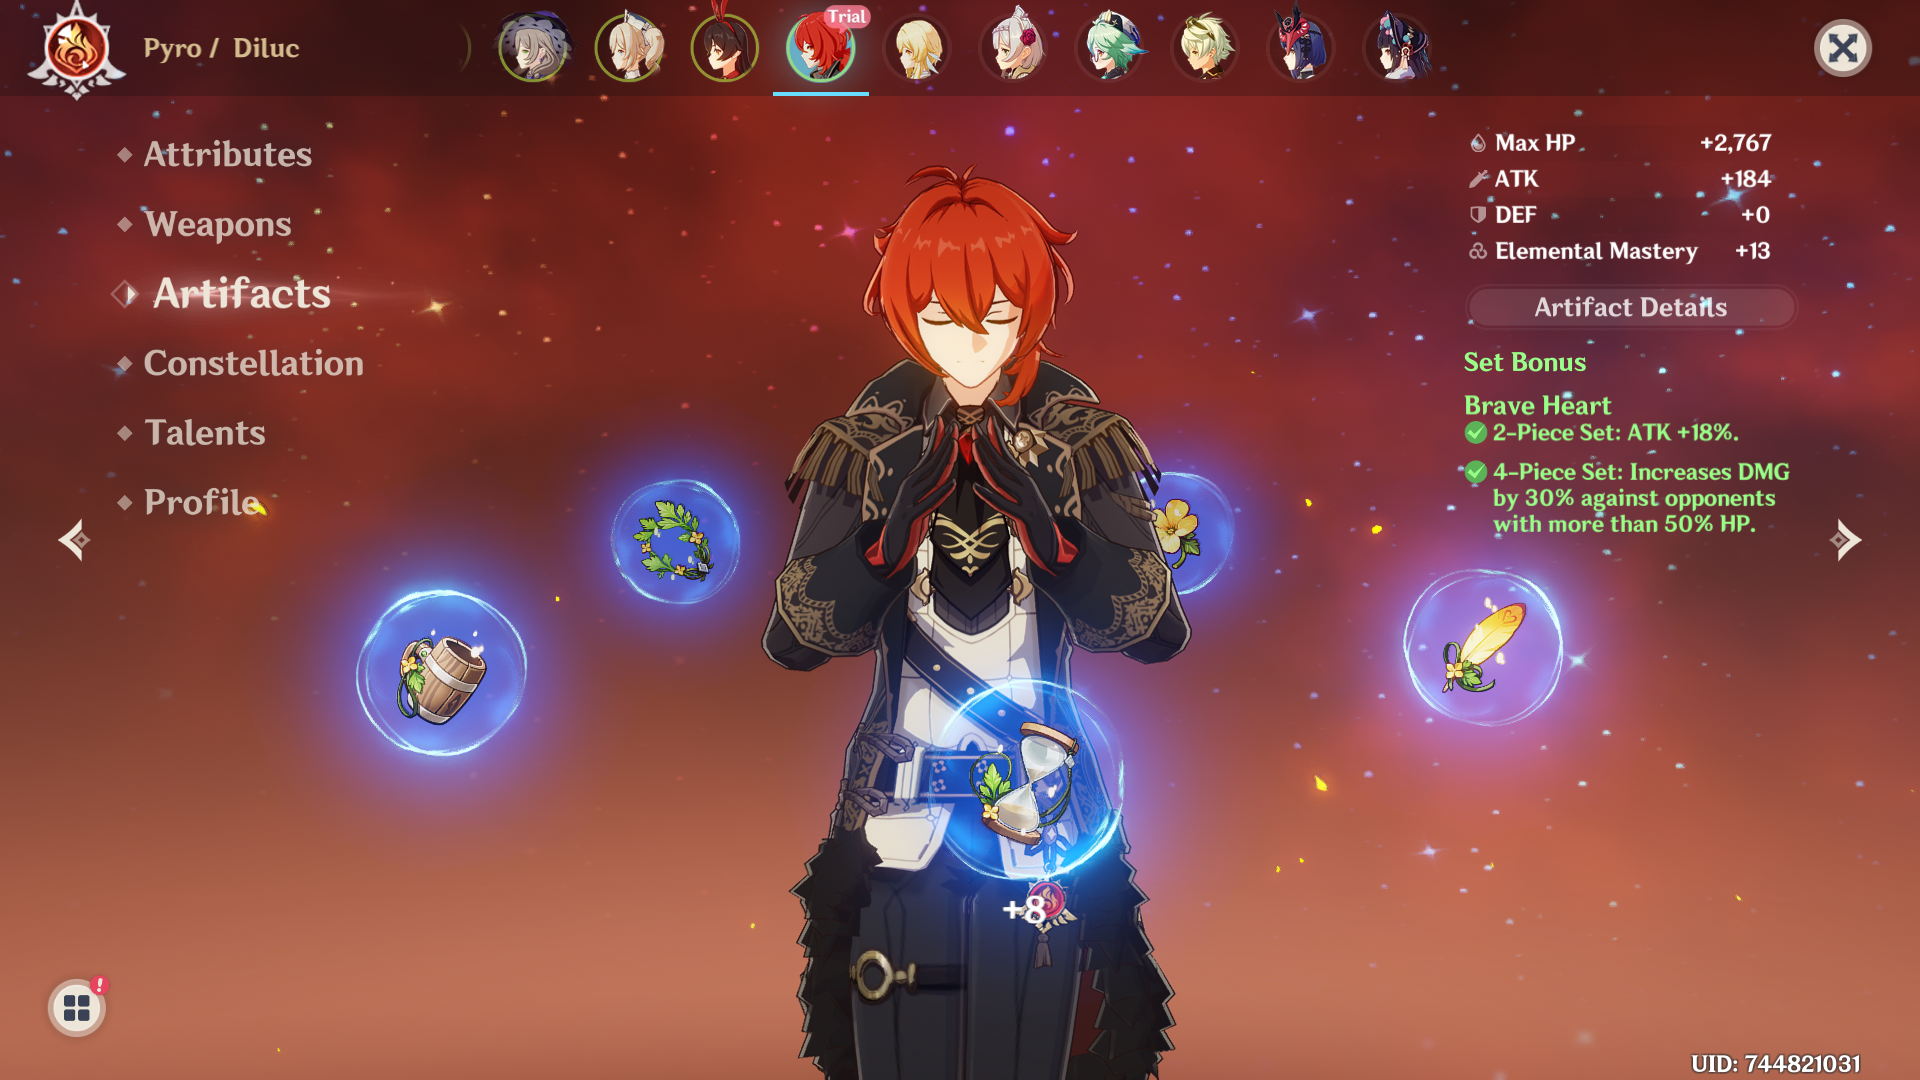 Pyro / Diluc
Trial
Attributes
Weapons
Artifacts
Constellation
Talents
Profile
Max HP +2,767
ATK +184
DEF +0
Elemental Mastery +13
Artifact Details
Set Bonus
Brave Heart
2-Piece Set: ATK +18%.
4-Piece Set: Increases DMG
by 30% against opponents
with more than 50% HP.
+8
!
UID: 744821031